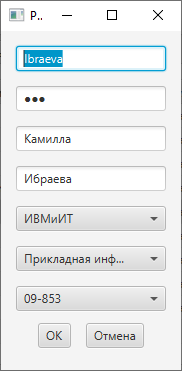 P..
Ibraeva
●●●
Камилла
Ибраева
ИВМиИТ
Прикладная инф...
09-853
OK
Отмена